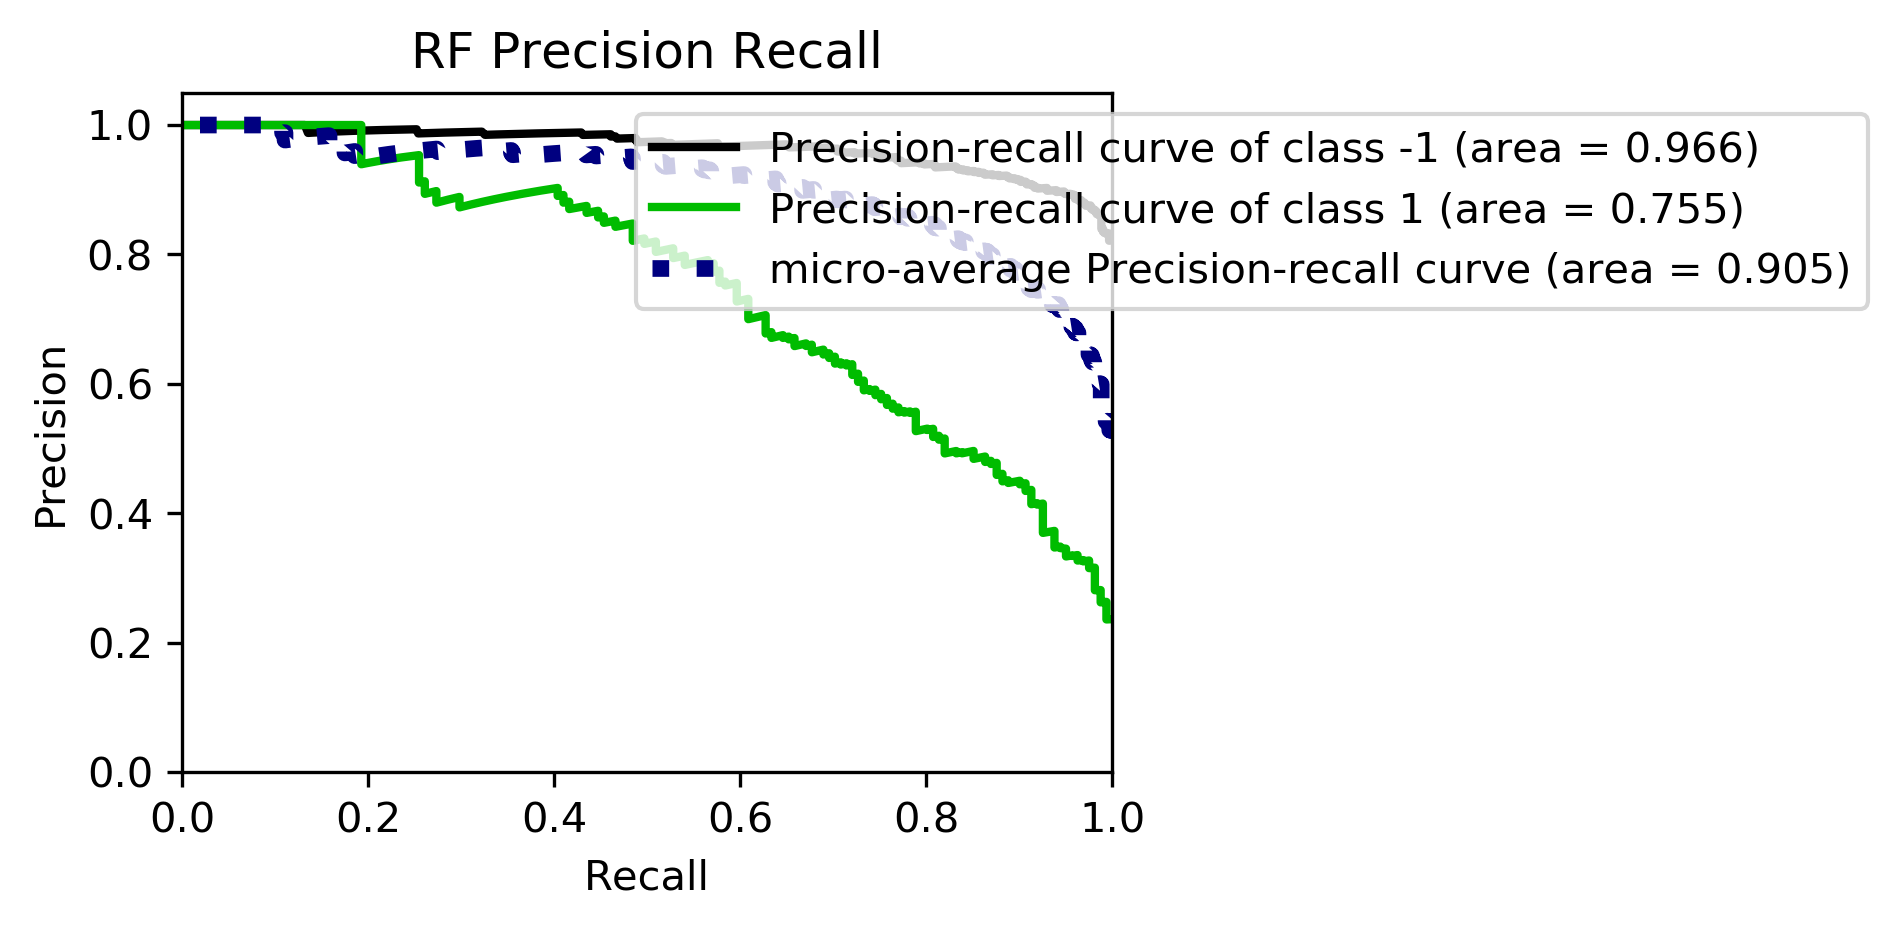 RF Precision Recall
Precision-recall curve of class -1 (area = 0.966)
Precision-recall curve of class 1 (area = 0.755)
micro-average Precision-recall curve (area = 0.905)
Precision
1.0
0.8
0.6
0.4
0.2
0.0
0.0 0.2 0.4 0.6 0.8 1.0
Recall